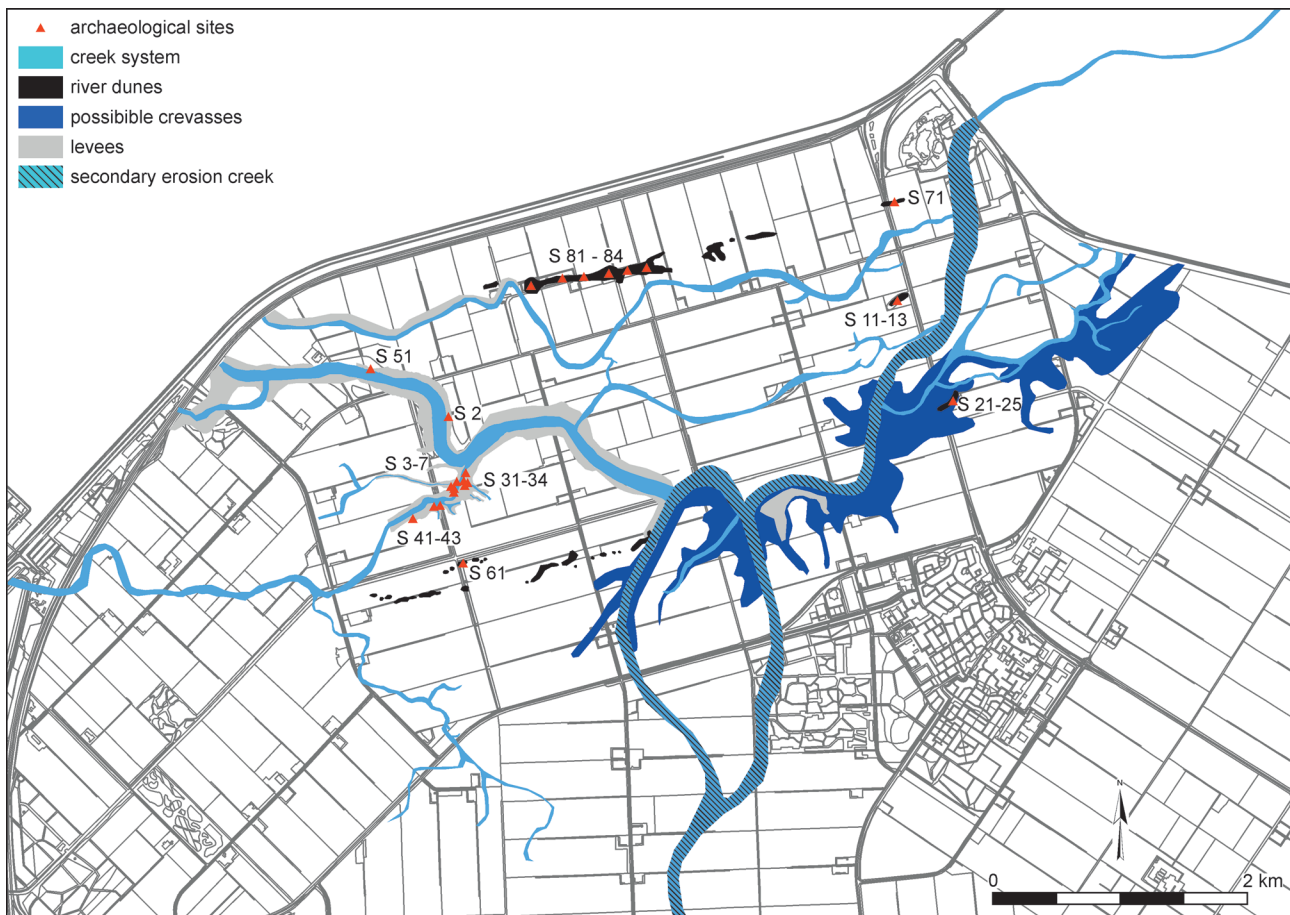 archaeological sites
creek system
river dunes
possibible crevasses
levees
secondary erosion creek
S 71
S 81 - 84
S 11-13
S 51
S 2
S 21-25
S 3-7
S 31-34
S 41-43
S 61
N
0 2 km